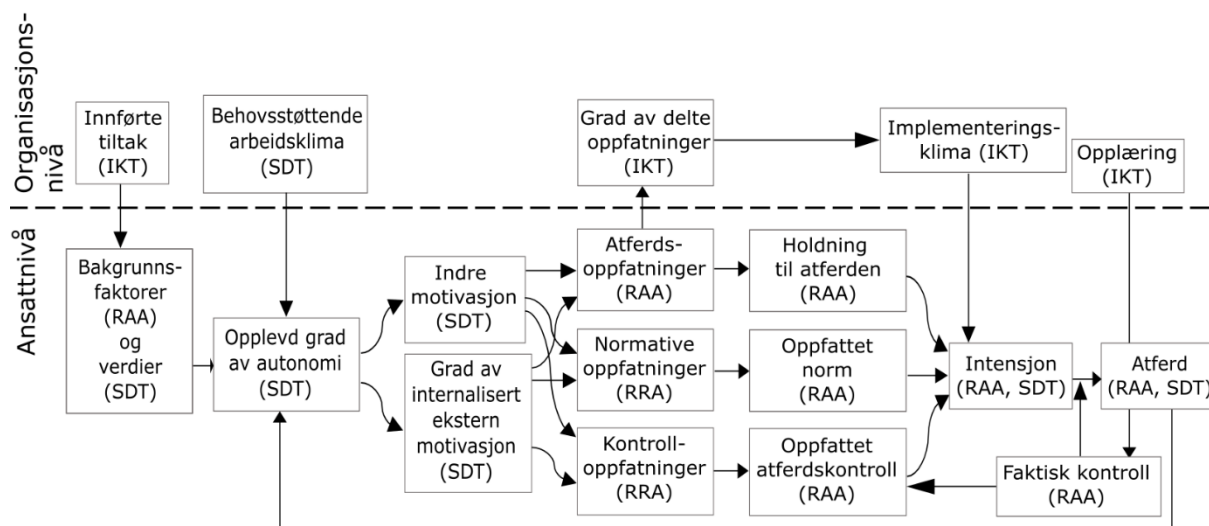 Organisasjons-
nivå
Innførte
tiltak
(IKT)
Behovsstøttende
arbeidsklima
(SDT)
Grad av delte
oppfatninger
(IKT)
Implementerings-
klima (IKT)
Opplæring
(IKT)
Ansattnivå
Bakgrunns-
faktorer
(RAA)
og
verdier
(SDT)
Opplevd grad
av autonomi
(SDT)
Indre
motivasjon
(SDT)
Grad av
internalisert
ekstern
motivasjon
(SDT)
Atferds-
oppfatninger
(RAA)
Normative
oppfatninger
(RRA)
Kontroll-
oppfatninger
(RRA)
Holdning
til atferden
(RAA)
Oppfattet
norm
(RAA)
Oppfattet
atferdskontroll
(RAA)
Intensjon
(RAA, SDT)
Atferd
(RAA, SDT)
Faktisk kontroll
(RAA)